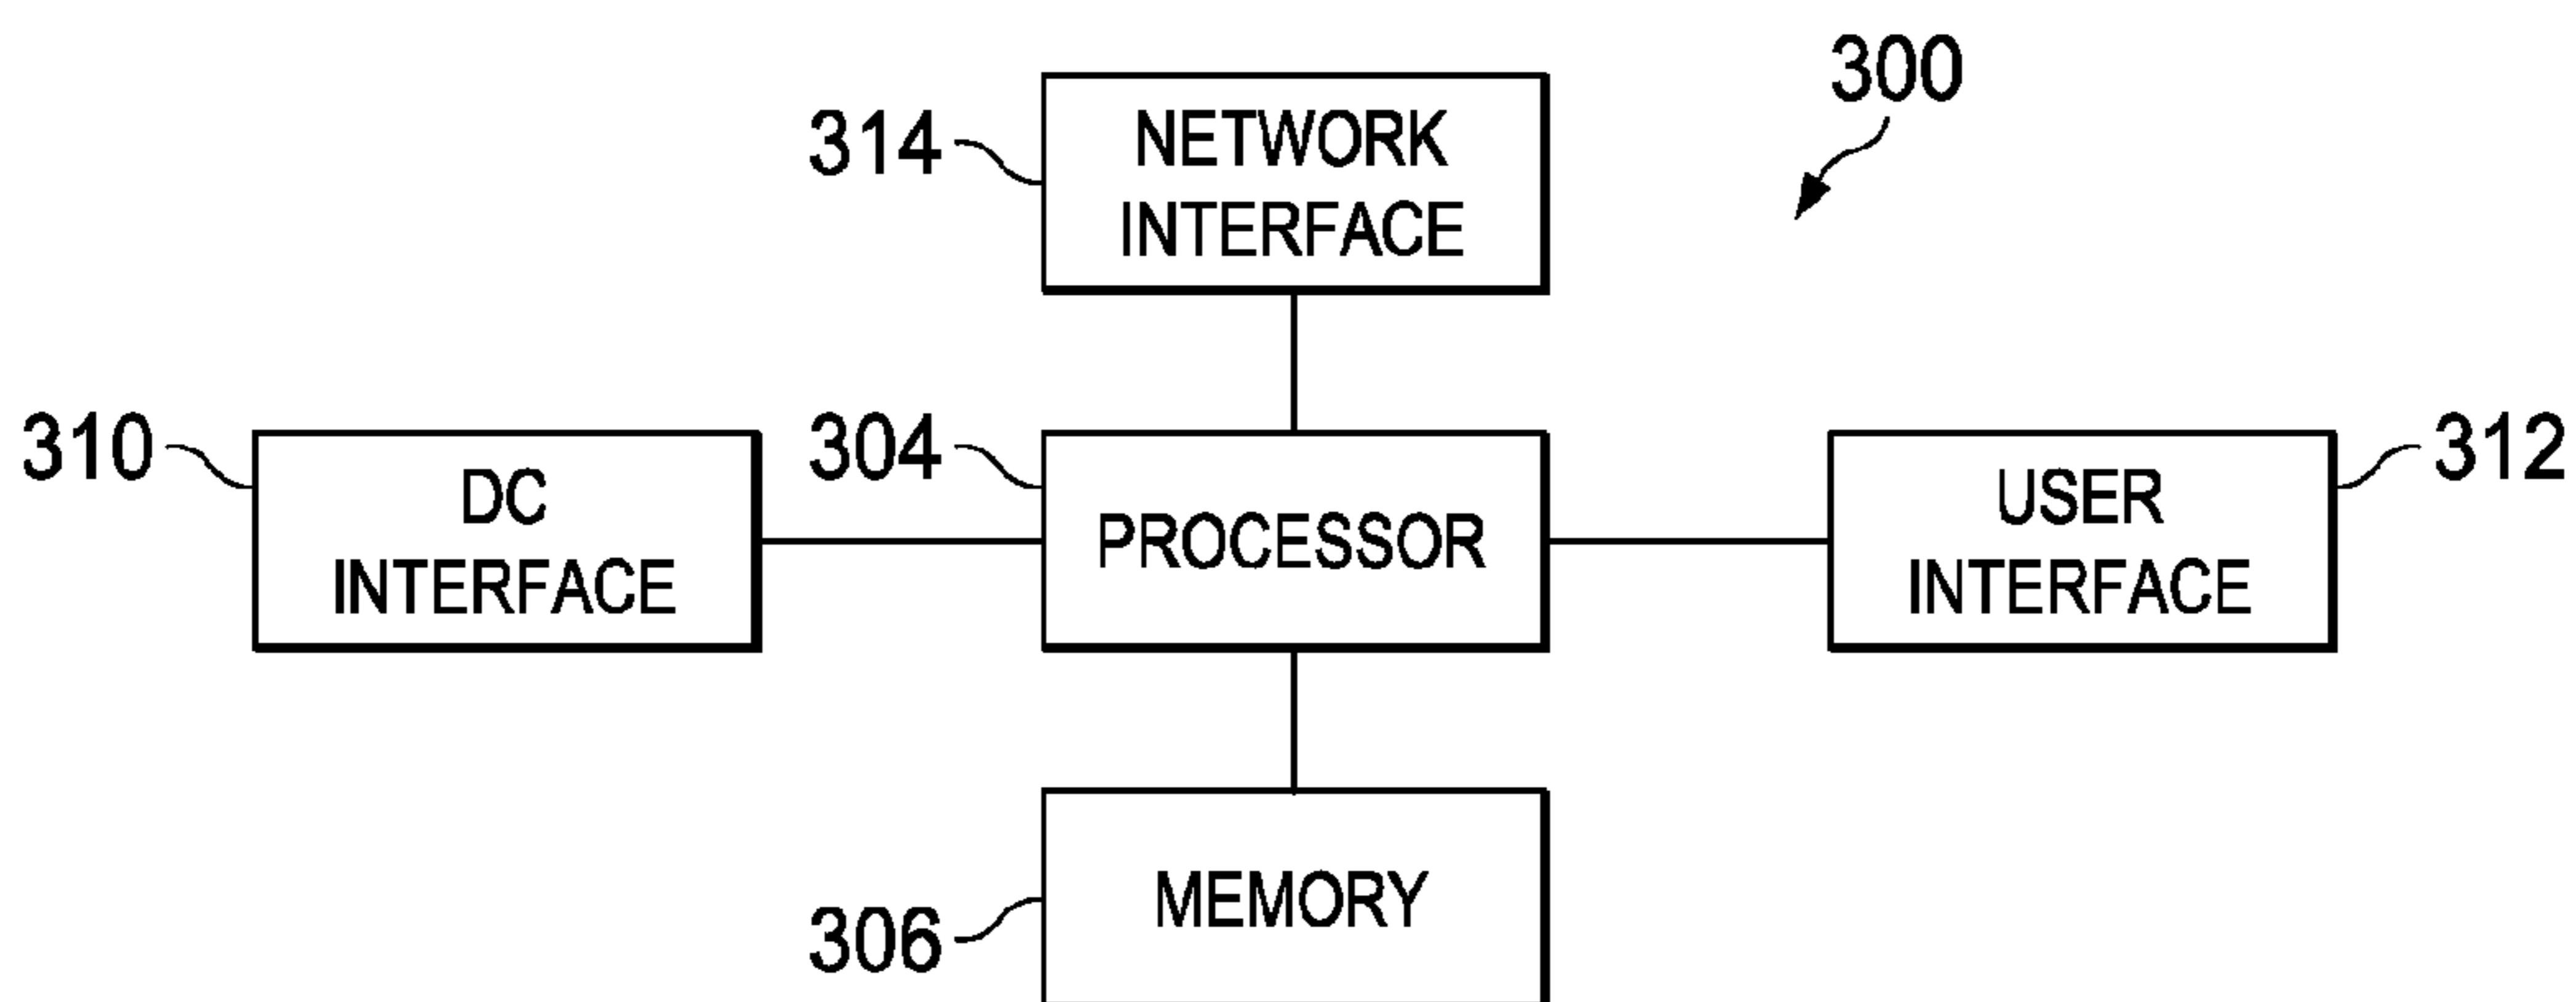 300
314
NETWORK
INTERFACE
310
DC
INTERFACE
304
PROCESSOR
USER
INTERFACE
312
306
MEMORY